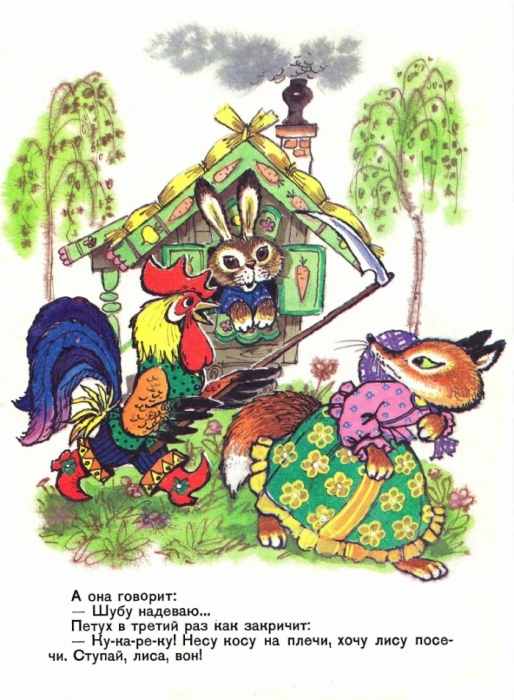 А она говорит:
— Шубу надеваю...
Петух в третий раз как закричит:
— Ку-ка-ре-ку! Несу косу на плечи, хочу лису посе-
чи. Ступай, лиса, вон!